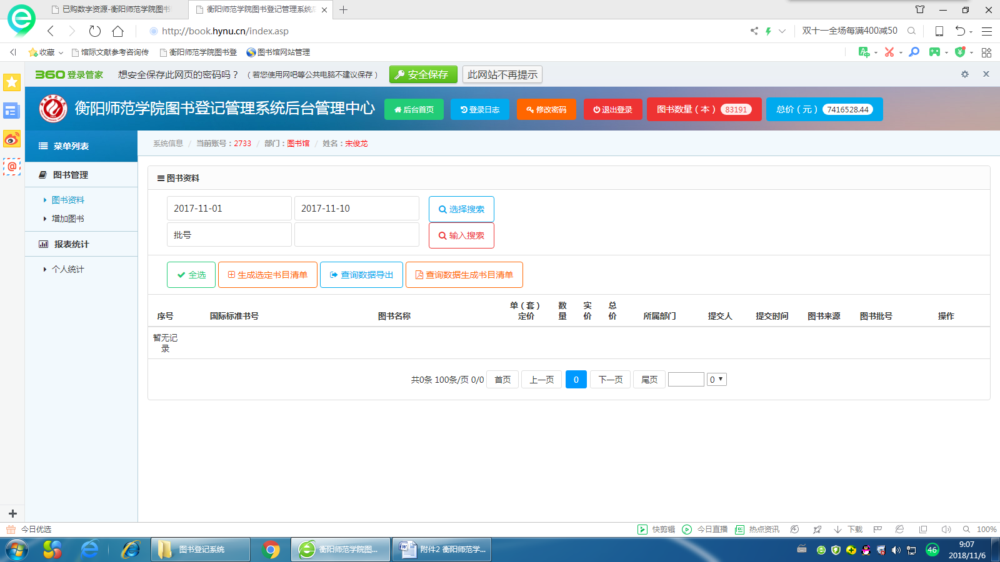 已购数字资源-衡阳师范学院图书
衡阳师范学院图书登记管理系统后
http://book.hynu.cn/index.asp
双十一全场每满400减50
收藏
馆际文献参考咨询传
衡阳师范学院图书登
图书馆网站管理
360 登录管家
想安全保存此网页的密码吗？
（若您使用网吧等公共电脑不建议保存）
安全保存
此网站不再提示
衡阳师范学院图书登记管理系统后台管理中心
后台首页
登录日志
修改密码
退出登录
图书数量（本） 83191
总价（元） 7416528.44
菜单列表
系统信息 / 当前账号：2733 / 部门：图书馆 / 姓名：宋俊龙
图书管理
图书资料
增加图书
报表统计
个人统计
图书资料
2017-11-01
2017-11-10
选择搜索
批号
输入搜索
全选
生成选定书目清单
查询数据导出
查询数据生成书目清单
序号
国际标准书号
图书名称
单（套）定价
数量
实价
总价
所属部门
提交人
提交时间
图书来源
图书批号
操作
暂无记录
共0条 100条/页 0/0
首页
上一页
0
下一页
尾页
0
今日优选
快剪辑
今日直播
热点资讯
下载
100%
图书登记系统
衡阳师范学院图...
附件2 衡阳师范学...
46
9:07
2018/11/6